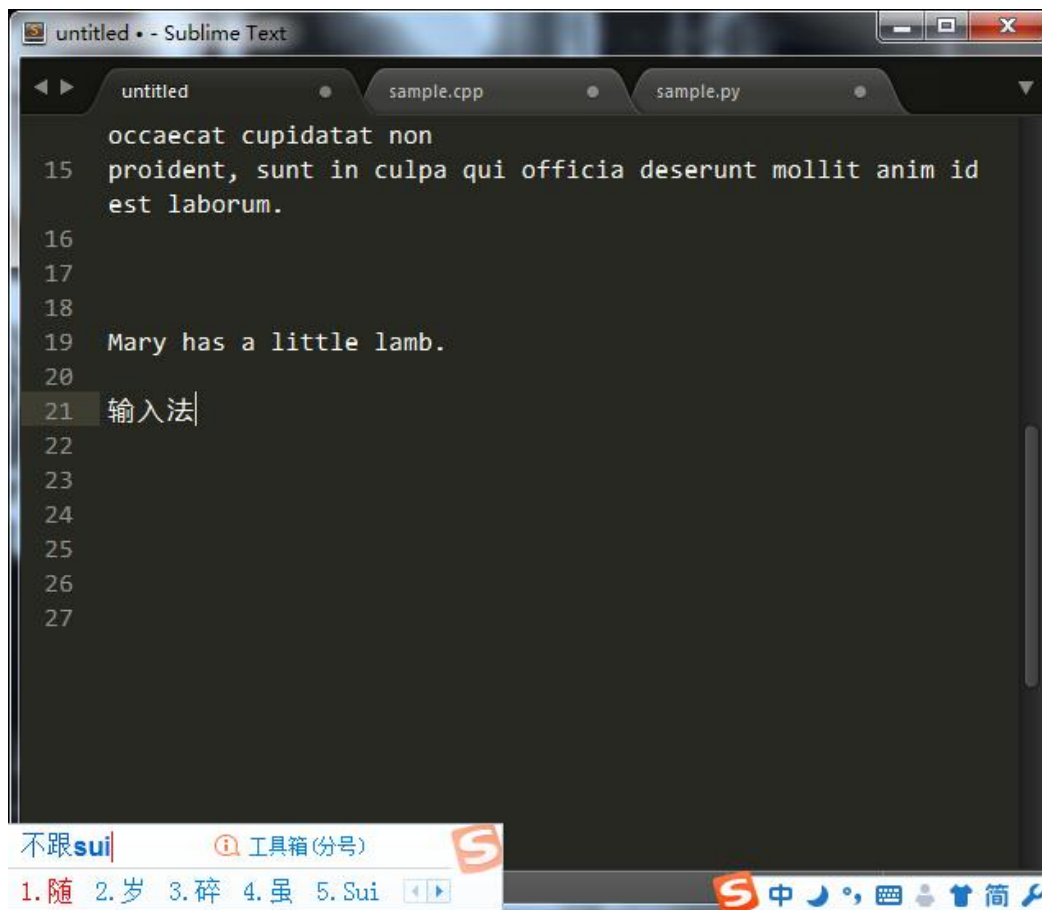 untitled • - Sublime Text
untitled sample.cpp sample.py
occaecat cupidatat non
15 proident, sunt in culpa qui officia deserunt mollit anim id
est laborum.
16
17
18
19 Mary has a little lamb.
20
21 输入法
22
23
24
25
26
27
不跟sui 工具箱(分号)
1.随 2.岁 3.碎 4.虽 5.Sui
中 简